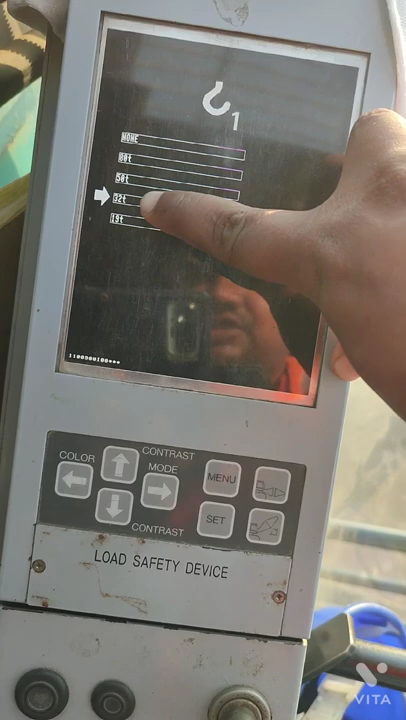 1
NONE
80t
50t
32t
19t
COLOR
CONTRAST
MODE
MENU
CONTRAST
SET
LOAD SAFETY DEVICE
VITA